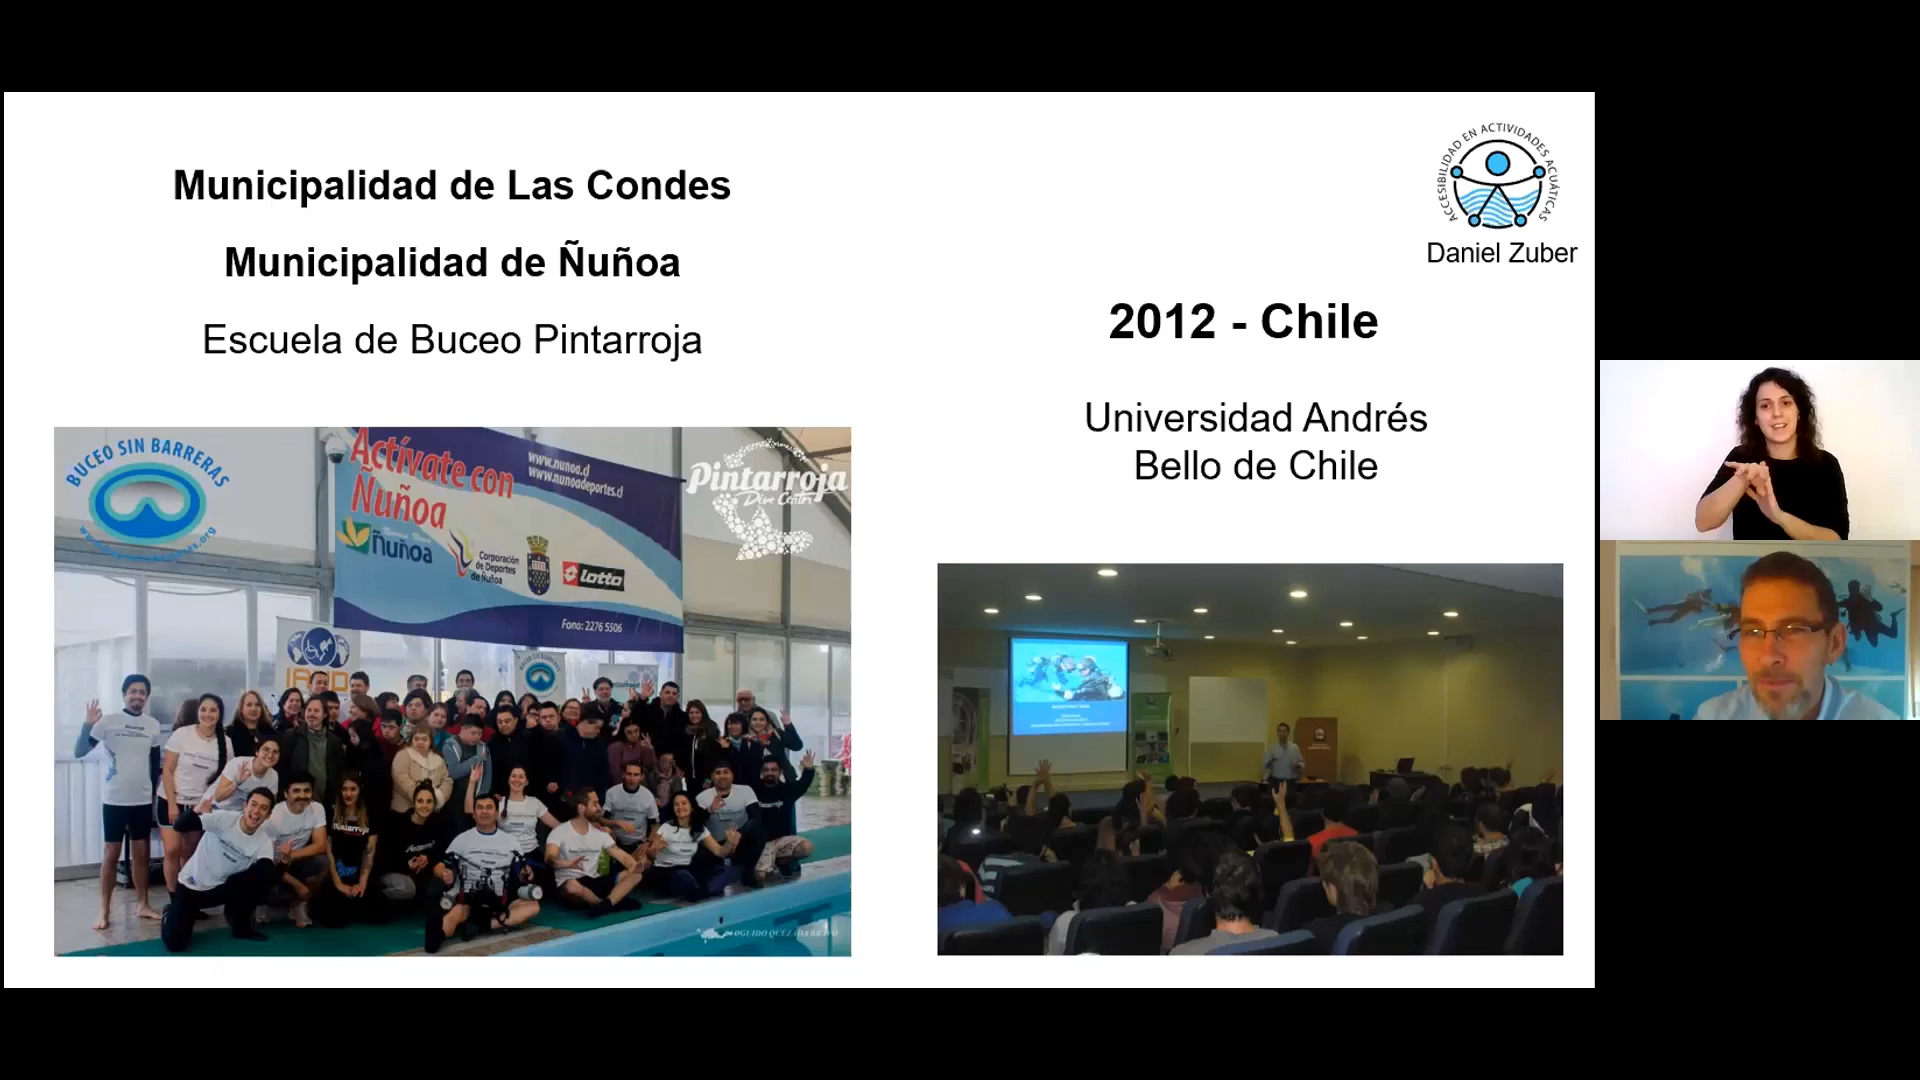 Municipalidad de Las Condes
Municipalidad de Ñuñoa
Escuela de Buceo Pintarroja
ACCESIBILIDAD EN ACTIVIDADES ACUÁTICAS
Daniel Zuber
2012 - Chile
Universidad Andrés
Bello de Chile
BUCEO SIN BARRERAS
Actívate con
Ñuñoa
www.nunoa.cl
www.nunoadeportes.cl
Ñuñoa
Corporación
de Deportes
de Ñuñoa
lotto
Fono: 2276 5506
Pintarroja
Dive Center